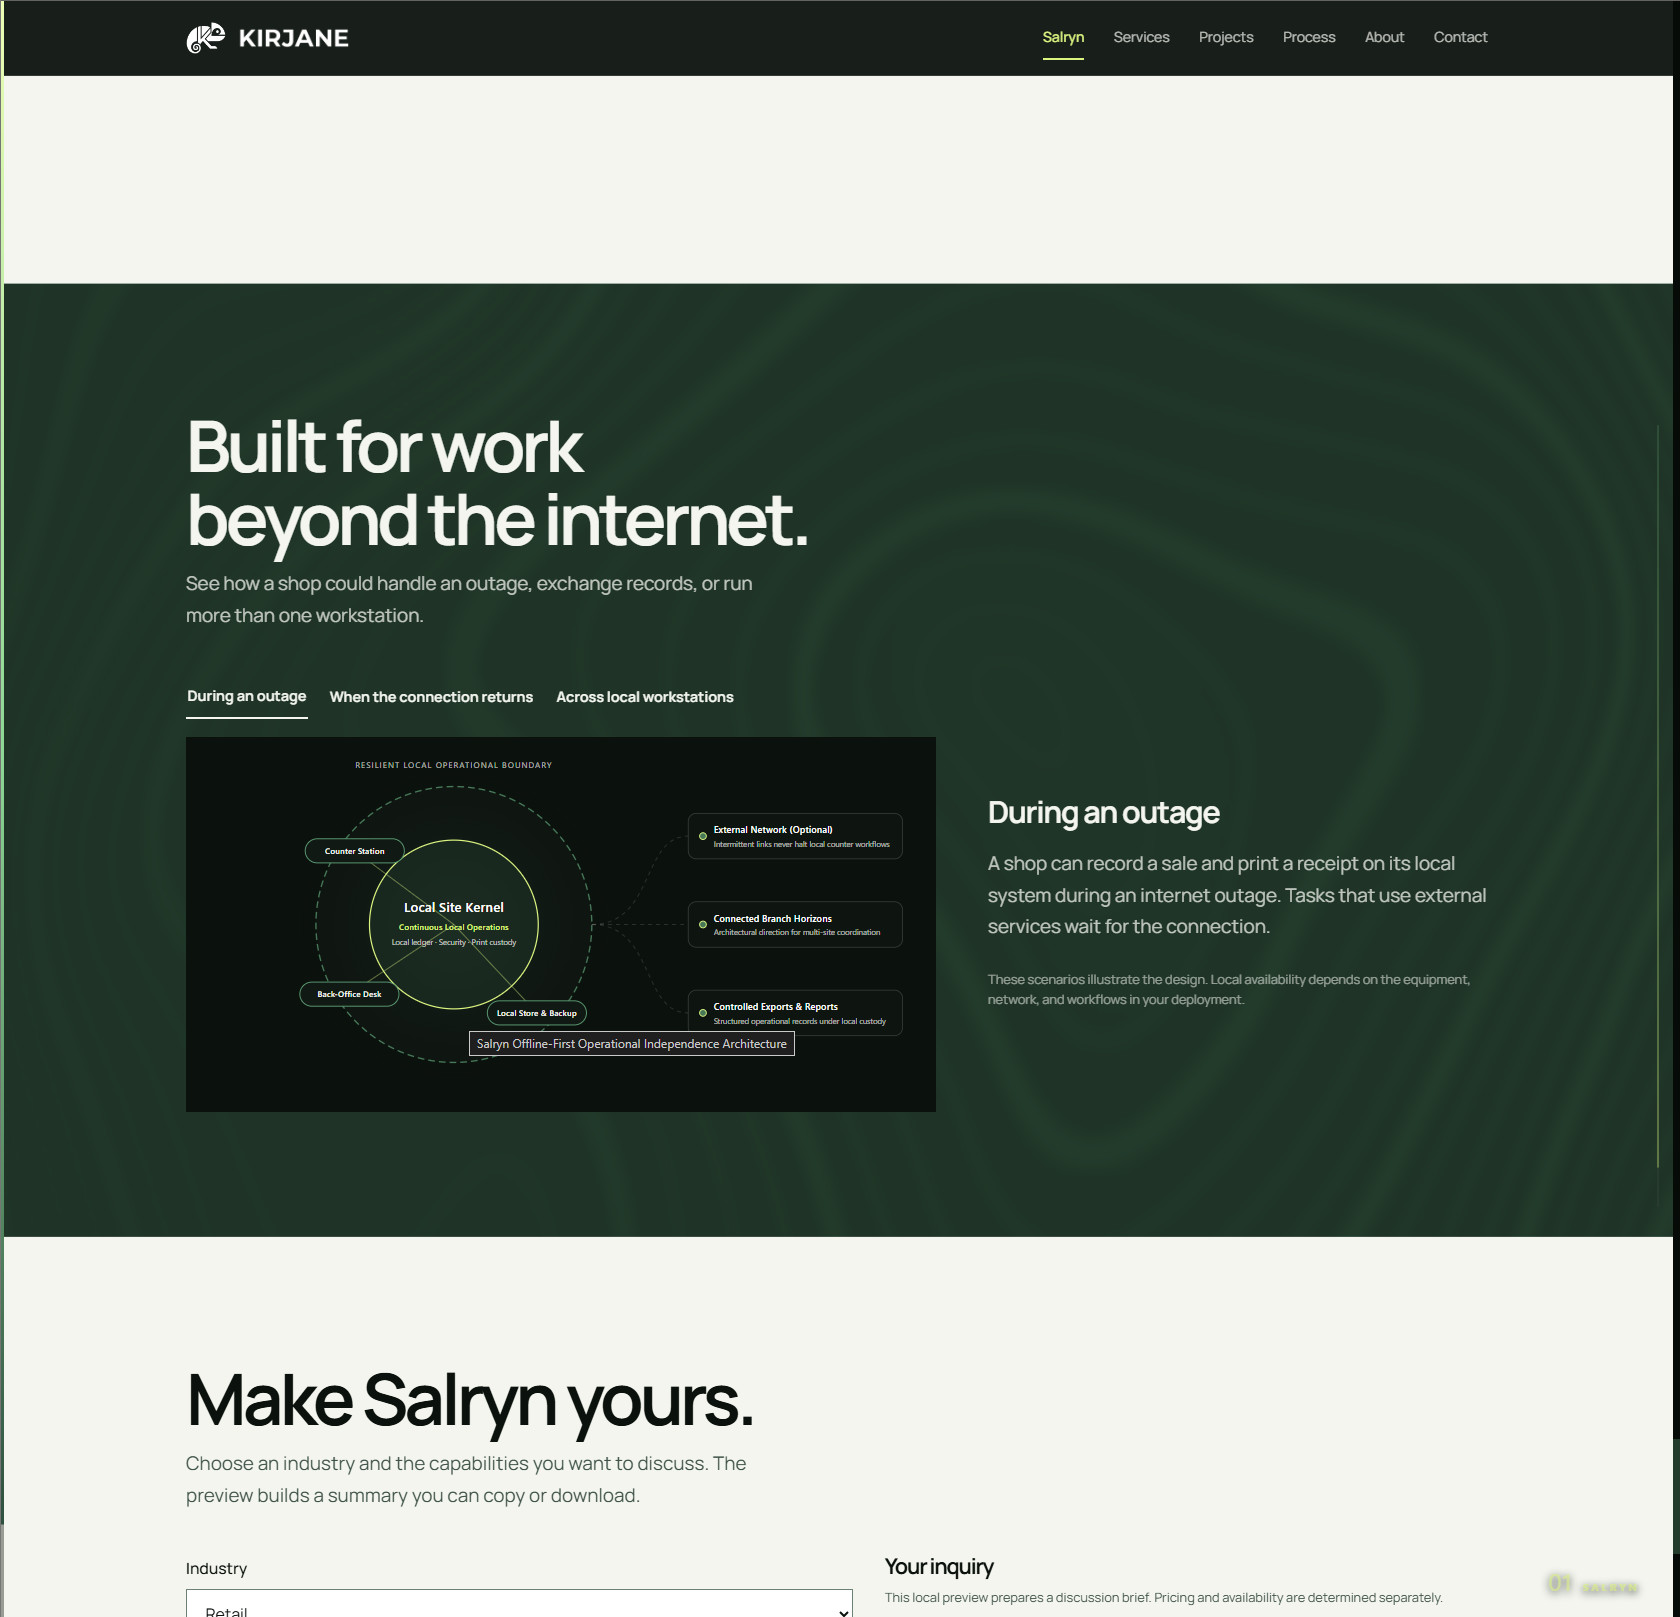 KIRJANE
Salryn
Services
Projects
Process
About
Contact
Built for work
beyond the internet.
See how a shop could handle an outage, exchange records, or run
more than one workstation.
During an outage
When the connection returns
Across local workstations
RESILIENT LOCAL OPERATIONAL BOUNDARY
Counter Station
Local Site Kernel
Continuous Local Operations
Local ledger · Security · Print custody
Back-Office Desk
Local Store & Backup
External Network (Optional)
Intermittent links never halt local counter workflows
Connected Branch Horizons
Architectural direction for multi-site coordination
Controlled Exports & Reports
Structured operational records under local custody
Salryn Offline-First Operational Independence Architecture
During an outage
A shop can record a sale and print a receipt on its local
system during an internet outage. Tasks that use external
services wait for the connection.
These scenarios illustrate the design. Local availability depends on the equipment,
network, and workflows in your deployment.
Make Salryn yours.
Choose an industry and the capabilities you want to discuss. The
preview builds a summary you can copy or download.
Industry
Retail
Your inquiry
This local preview prepares a discussion brief. Pricing and availability are determined separately.
01 SALRYN